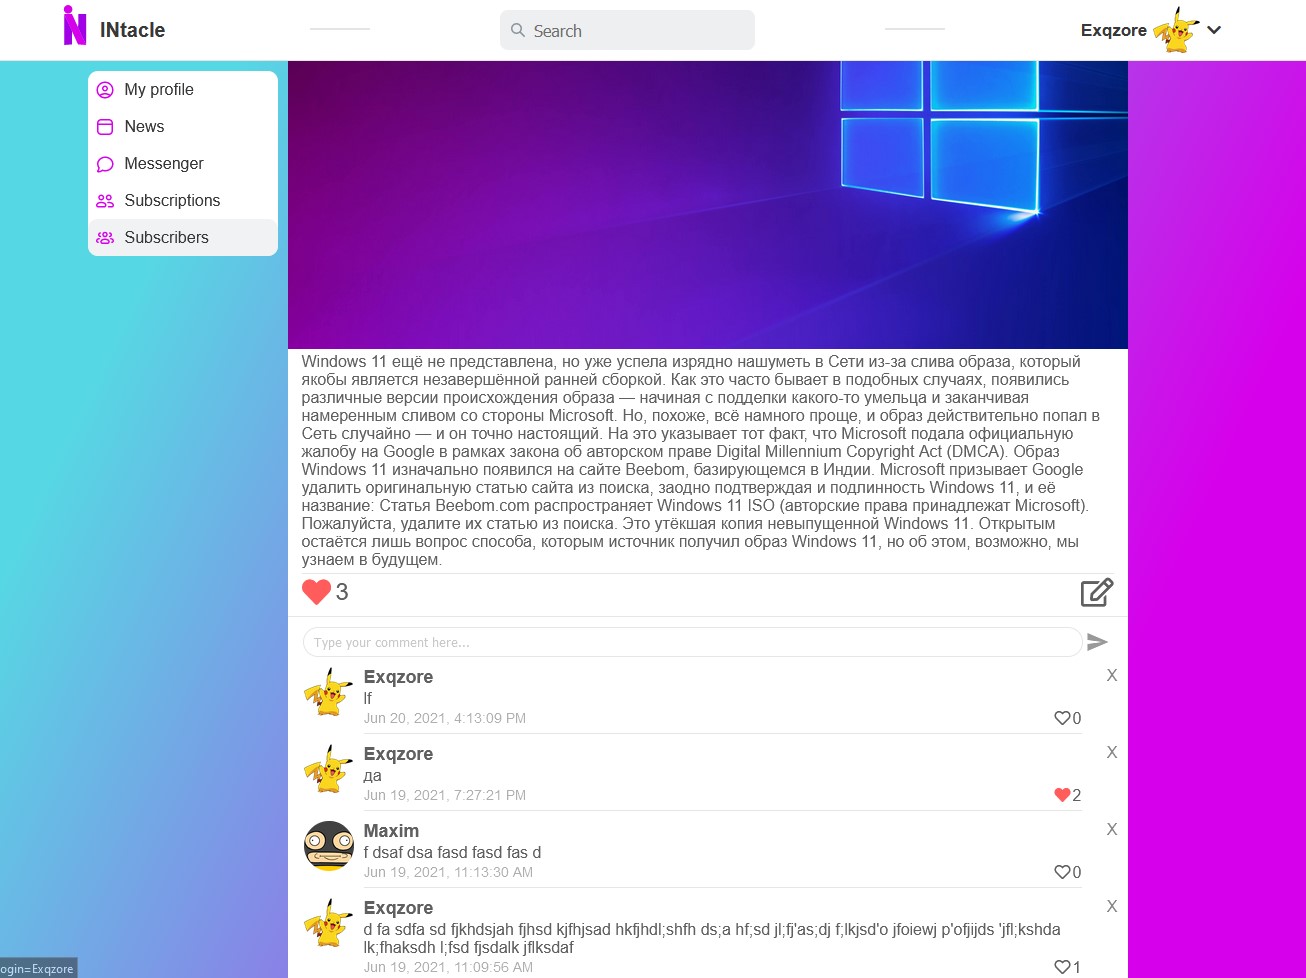 INtacle
Search
Exqzore
My profile
News
Messenger
Subscriptions
Subscribers
Windows 11 ещё не представлена, но уже успела изрядно нашуметь в Сети из-за слива образа, который
якобы является незавершённой ранней сборкой. Как это часто бывает в подобных случаях, появились
различные версии происхождения образа — начиная с подделки какого-то умельца и заканчивая
намеренным сливом со стороны Microsoft. Но, похоже, всё намного проще, и образ действительно попал в
Сеть случайно — и он точно настоящий. На это указывает тот факт, что Microsoft подала официальную
жалобу на Google в рамках закона об авторском праве Digital Millennium Copyright Act (DMCA). Образ
Windows 11 изначально появился на сайте Beebom, базирующемся в Индии. Microsoft призывает Google
удалить оригинальную статью сайта из поиска, заодно подтверждая и подлинность Windows 11, и её
название: Статья Beebom.com распространяет Windows 11 ISO (авторские права принадлежат Microsoft).
Пожалуйста, удалите их статью из поиска. Это утёкшая копия невыпущенной Windows 11. Открытым
остаётся лишь вопрос способа, которым источник получил образ Windows 11, но об этом, возможно, мы
узнаем в будущем.
3
Type your comment here...
Exqzore X
lf
Jun 20, 2021, 4:13:09 PM 0
Exqzore X
да
Jun 19, 2021, 7:27:21 PM 2
Maxim X
f dsaf dsa fasd fasd fas d
Jun 19, 2021, 11:13:30 AM 0
Exqzore X
d fa sdfa sd fjkhdsjah fjhsd kjfhjsad hkfjhdl;shfh ds;a hf;sd jl;fj'as;dj f;lkjsd'o jfoiewj p'ofjijds 'jfl;kshda
lk;fhaksdh l;fsd fjsdalk jflksdaf
Jun 19, 2021, 11:09:56 AM 1
ogin=Exqzore